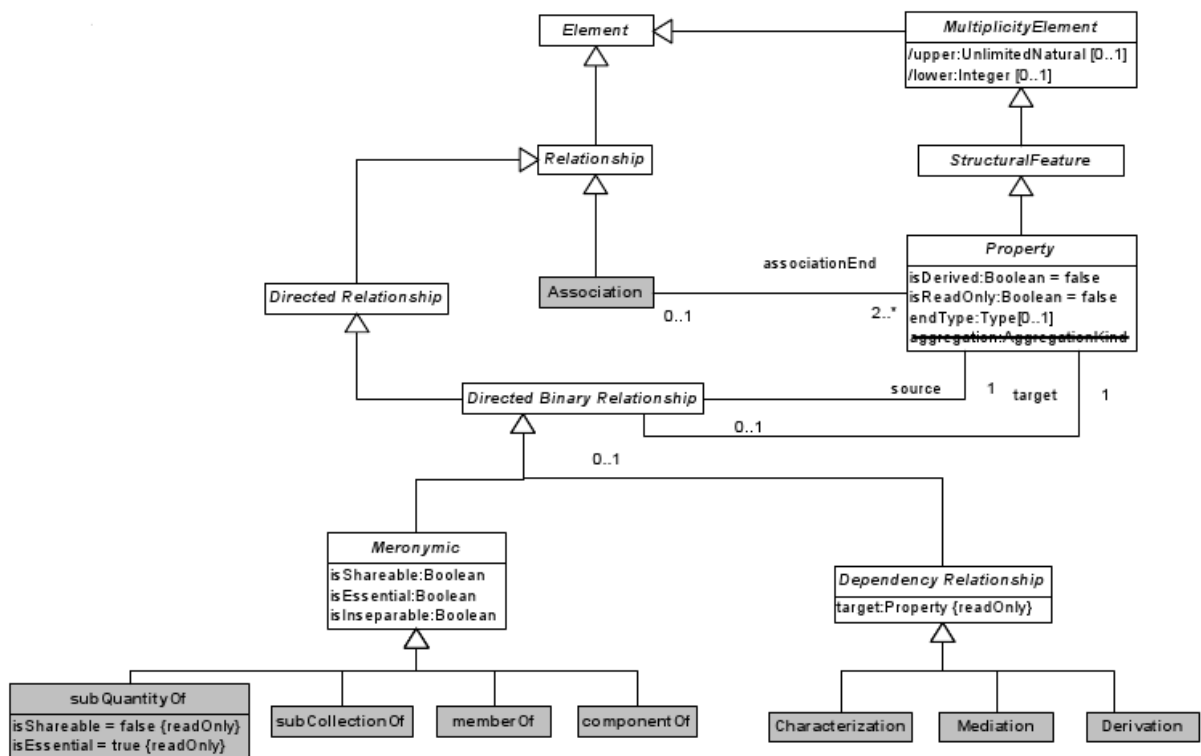 Element
MultiplicityElement
/upper:UnlimitedNatural [0..1]
/lower:Integer [0..1]
Relationship
StructuralFeature
Property
isDerived:Boolean = false
isReadOnly:Boolean = false
endType:Type[0..1]
aggregation:AggregationKind
associationEnd
Association
0..1
2..*
Directed Relationship
Directed Binary Relationship
source
1
target
1
0..1
0..1
Meronymic
isShareable:Boolean
isEssential:Boolean
isInseparable:Boolean
Dependency Relationship
target:Property {readOnly}
subQuantityOf
isShareable = false {readOnly}
isEssential = true {readOnly}
subCollectionOf
memberOf
componentOf
Characterization
Mediation
Derivation